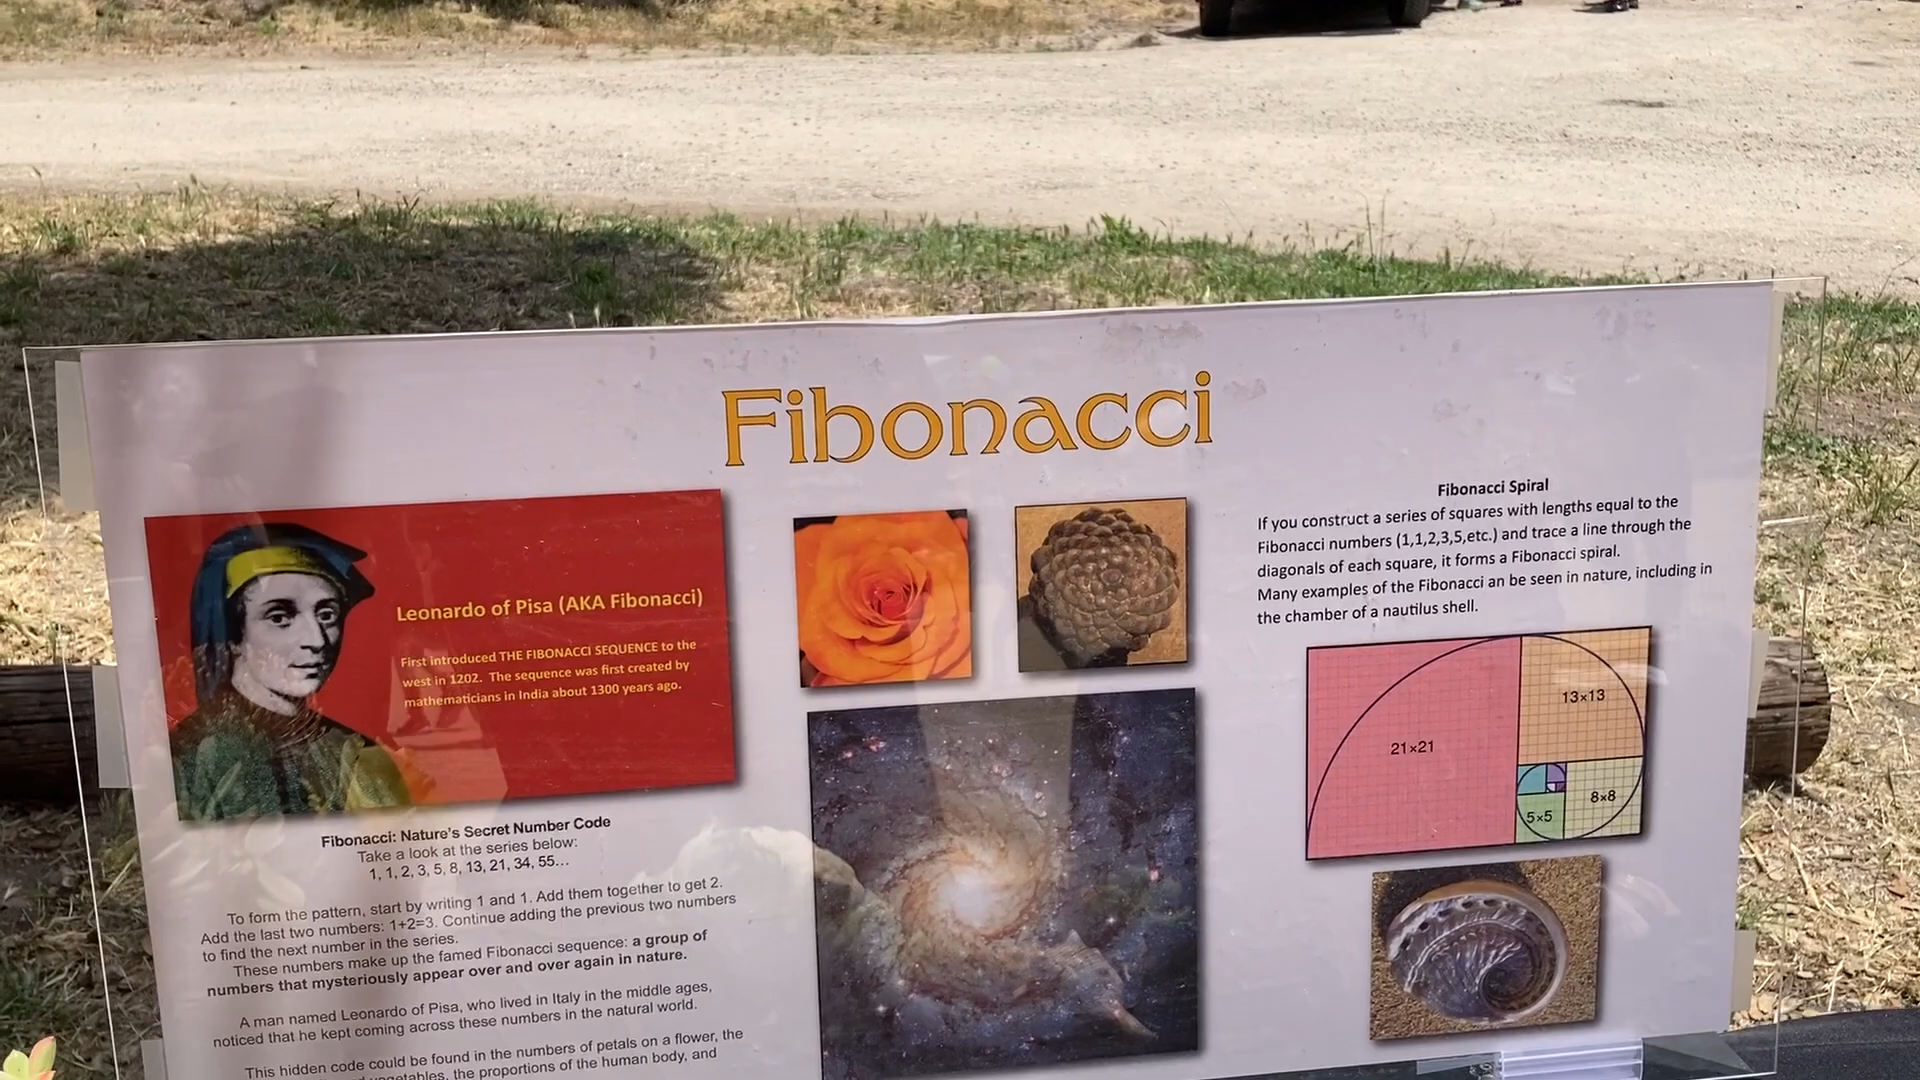 Fibonacci
Leonardo of Pisa (AKA Fibonacci)
First introduced THE FIBONACCI SEQUENCE to the
west in 1202. The sequence was first created by
mathematicians in India about 1300 years ago.
Fibonacci: Nature's Secret Number Code
Take a look at the series below:
1, 1, 2, 3, 5, 8, 13, 21, 34, 55...
To form the pattern, start by writing 1 and 1. Add them together to get 2.
Add the last two numbers: 1+2=3. Continue adding the previous two numbers
to find the next number in the series.
These numbers make up the famed Fibonacci sequence: a group of
numbers that mysteriously appear over and over again in nature.
A man named Leonardo of Pisa, who lived in Italy in the middle ages,
noticed that he kept coming across these numbers in the natural world.
This hidden code could be found in the numbers of petals on a flower, the
vegetables, the proportions of the human body, and
Fibonacci Spiral
If you construct a series of squares with lengths equal to the
Fibonacci numbers (1,1,2,3,5,etc.) and trace a line through the
diagonals of each square, it forms a Fibonacci spiral.
Many examples of the Fibonacci an be seen in nature, including in
the chamber of a nautilus shell.
21×21
13×13
8×8
5×5